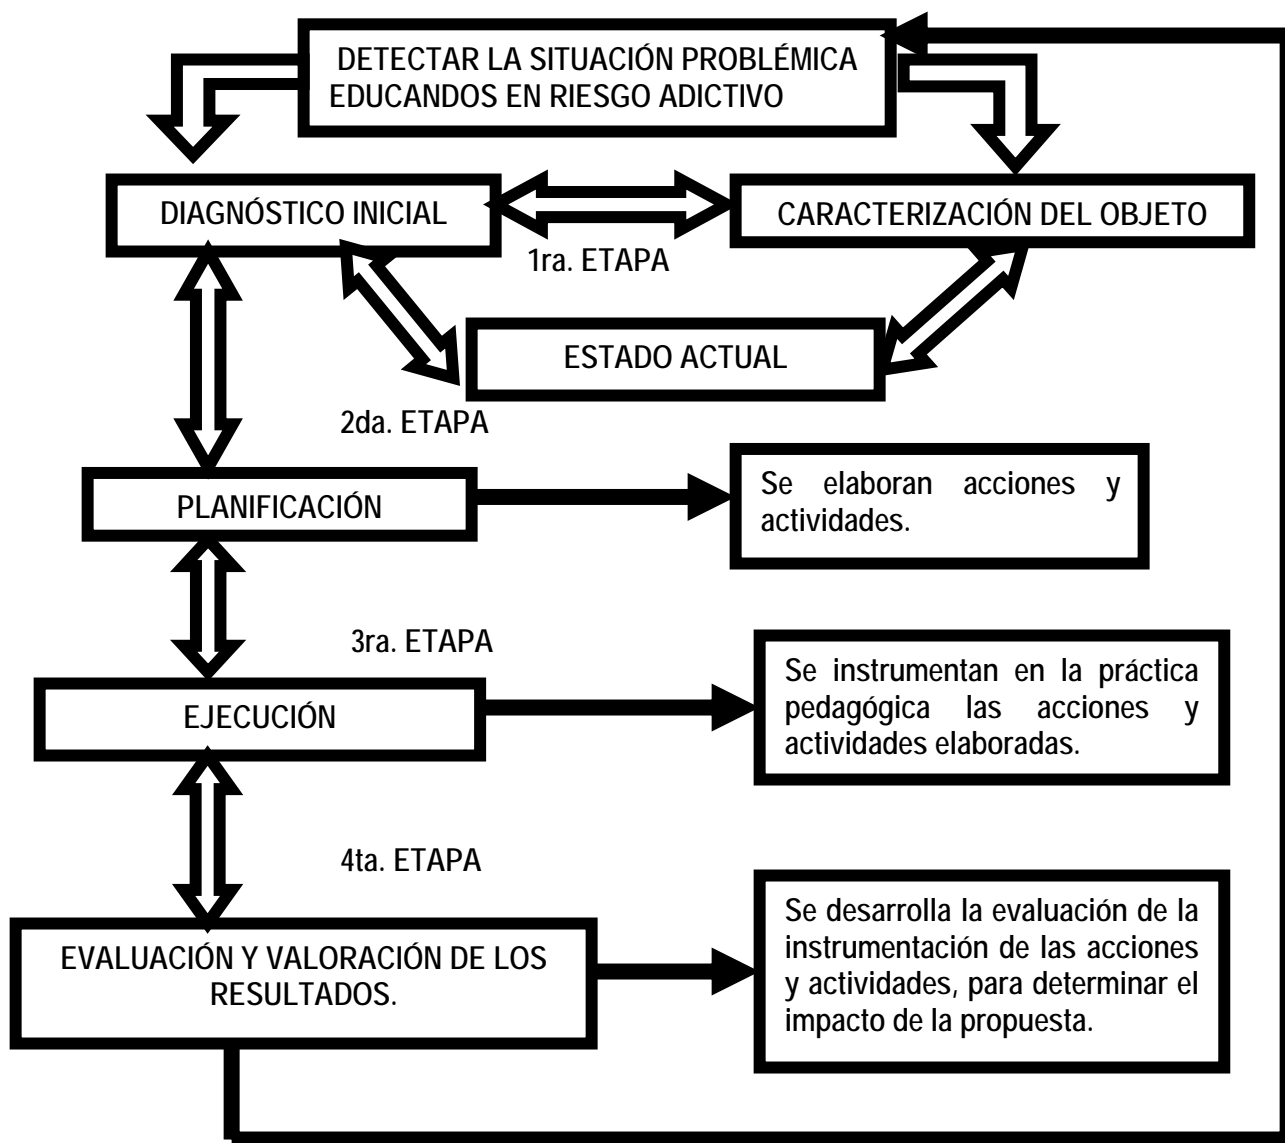 DETECTAR LA SITUACIÓN PROBLÉMICA
EDUCANDOS EN RIESGO ADICTIVO
DIAGNÓSTICO INICIAL
CARACTERIZACIÓN DEL OBJETO
1ra. ETAPA
ESTADO ACTUAL
2da. ETAPA
PLANIFICACIÓN
Se elaboran acciones y
actividades.
3ra. ETAPA
EJECUCIÓN
Se instrumentan en la práctica
pedagógica las acciones y
actividades elaboradas.
4ta. ETAPA
EVALUACIÓN Y VALORACIÓN DE LOS
RESULTADOS.
Se desarrolla la evaluación de la
instrumentación de las acciones
y actividades, para determinar el
impacto de la propuesta.